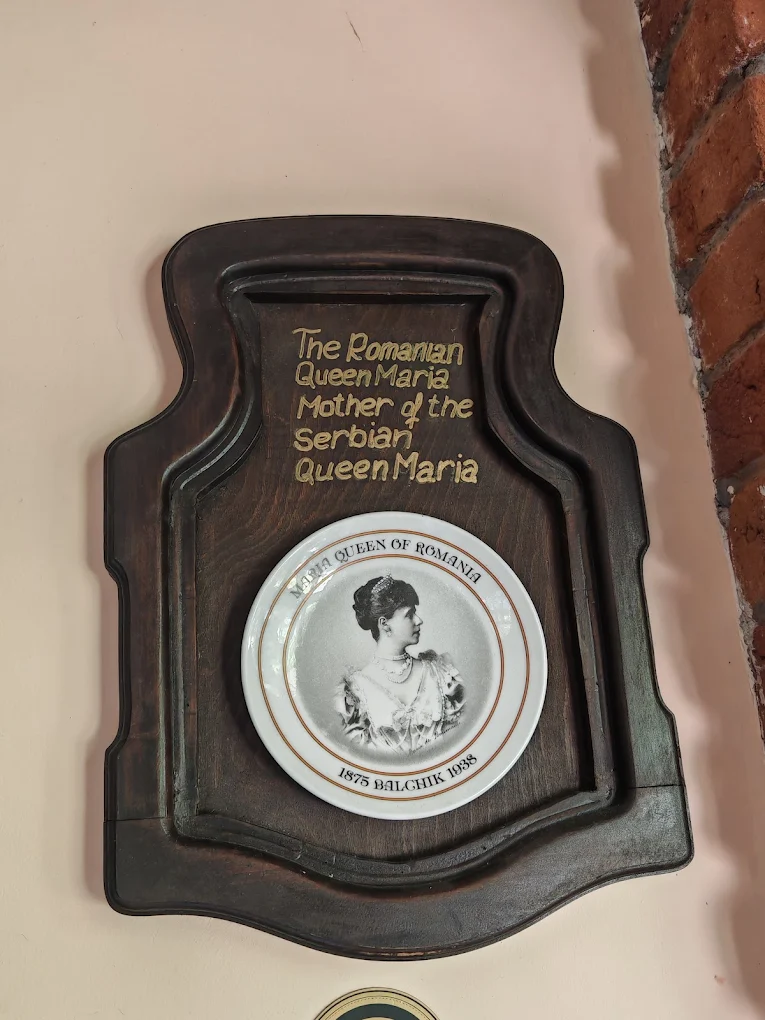 The Romanian
Queen Maria
Mother of the
Serbian
Queen Maria
MARIA QUEEN OF ROMANIA
1875 BALCHIK 1938